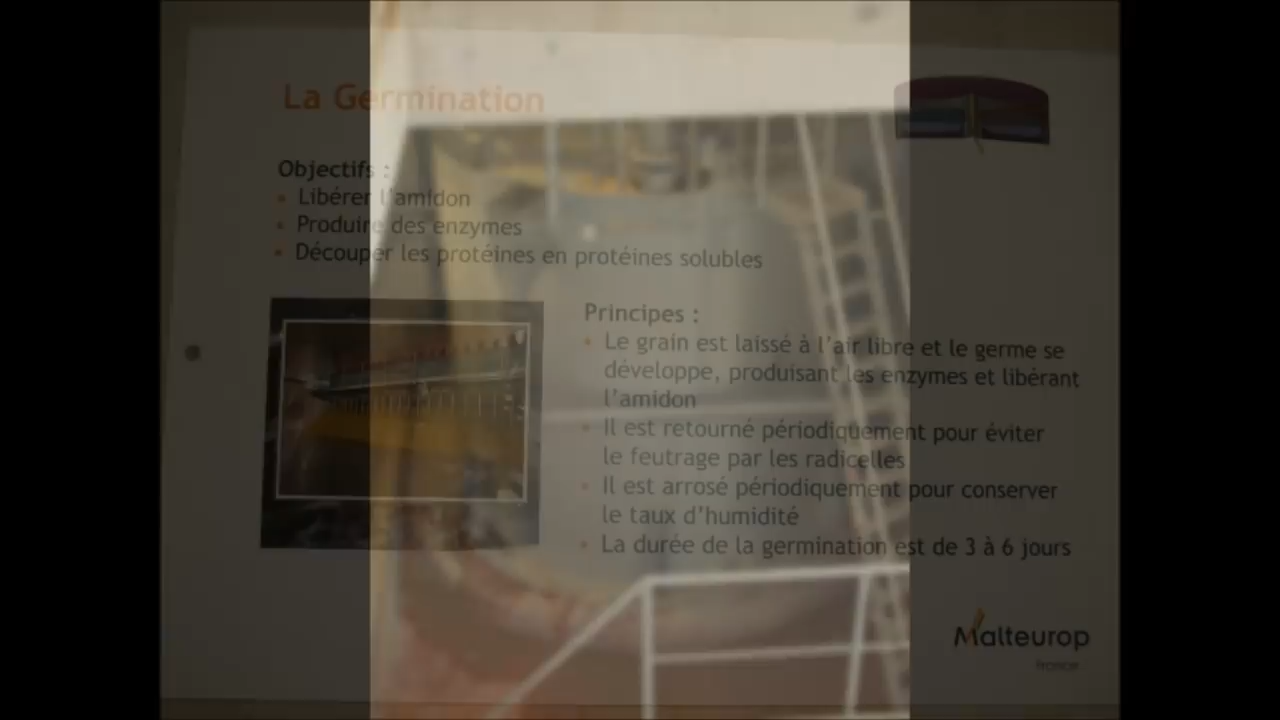 La Germination
Objectifs :
Libérer l'amidon
Produire des enzymes
Découper les protéines en protéines solubles
Principes :
Le grain est laissé à l'air libre et le germe se
développe, produisant les enzymes et libérant
l'amidon
Il est retourné périodiquement pour éviter
le feutrage par les radicelles
Il est arrosé périodiquement pour conserver
le taux d'humidité
La durée de la germination est de 3 à 6 jours
Malteurop
France